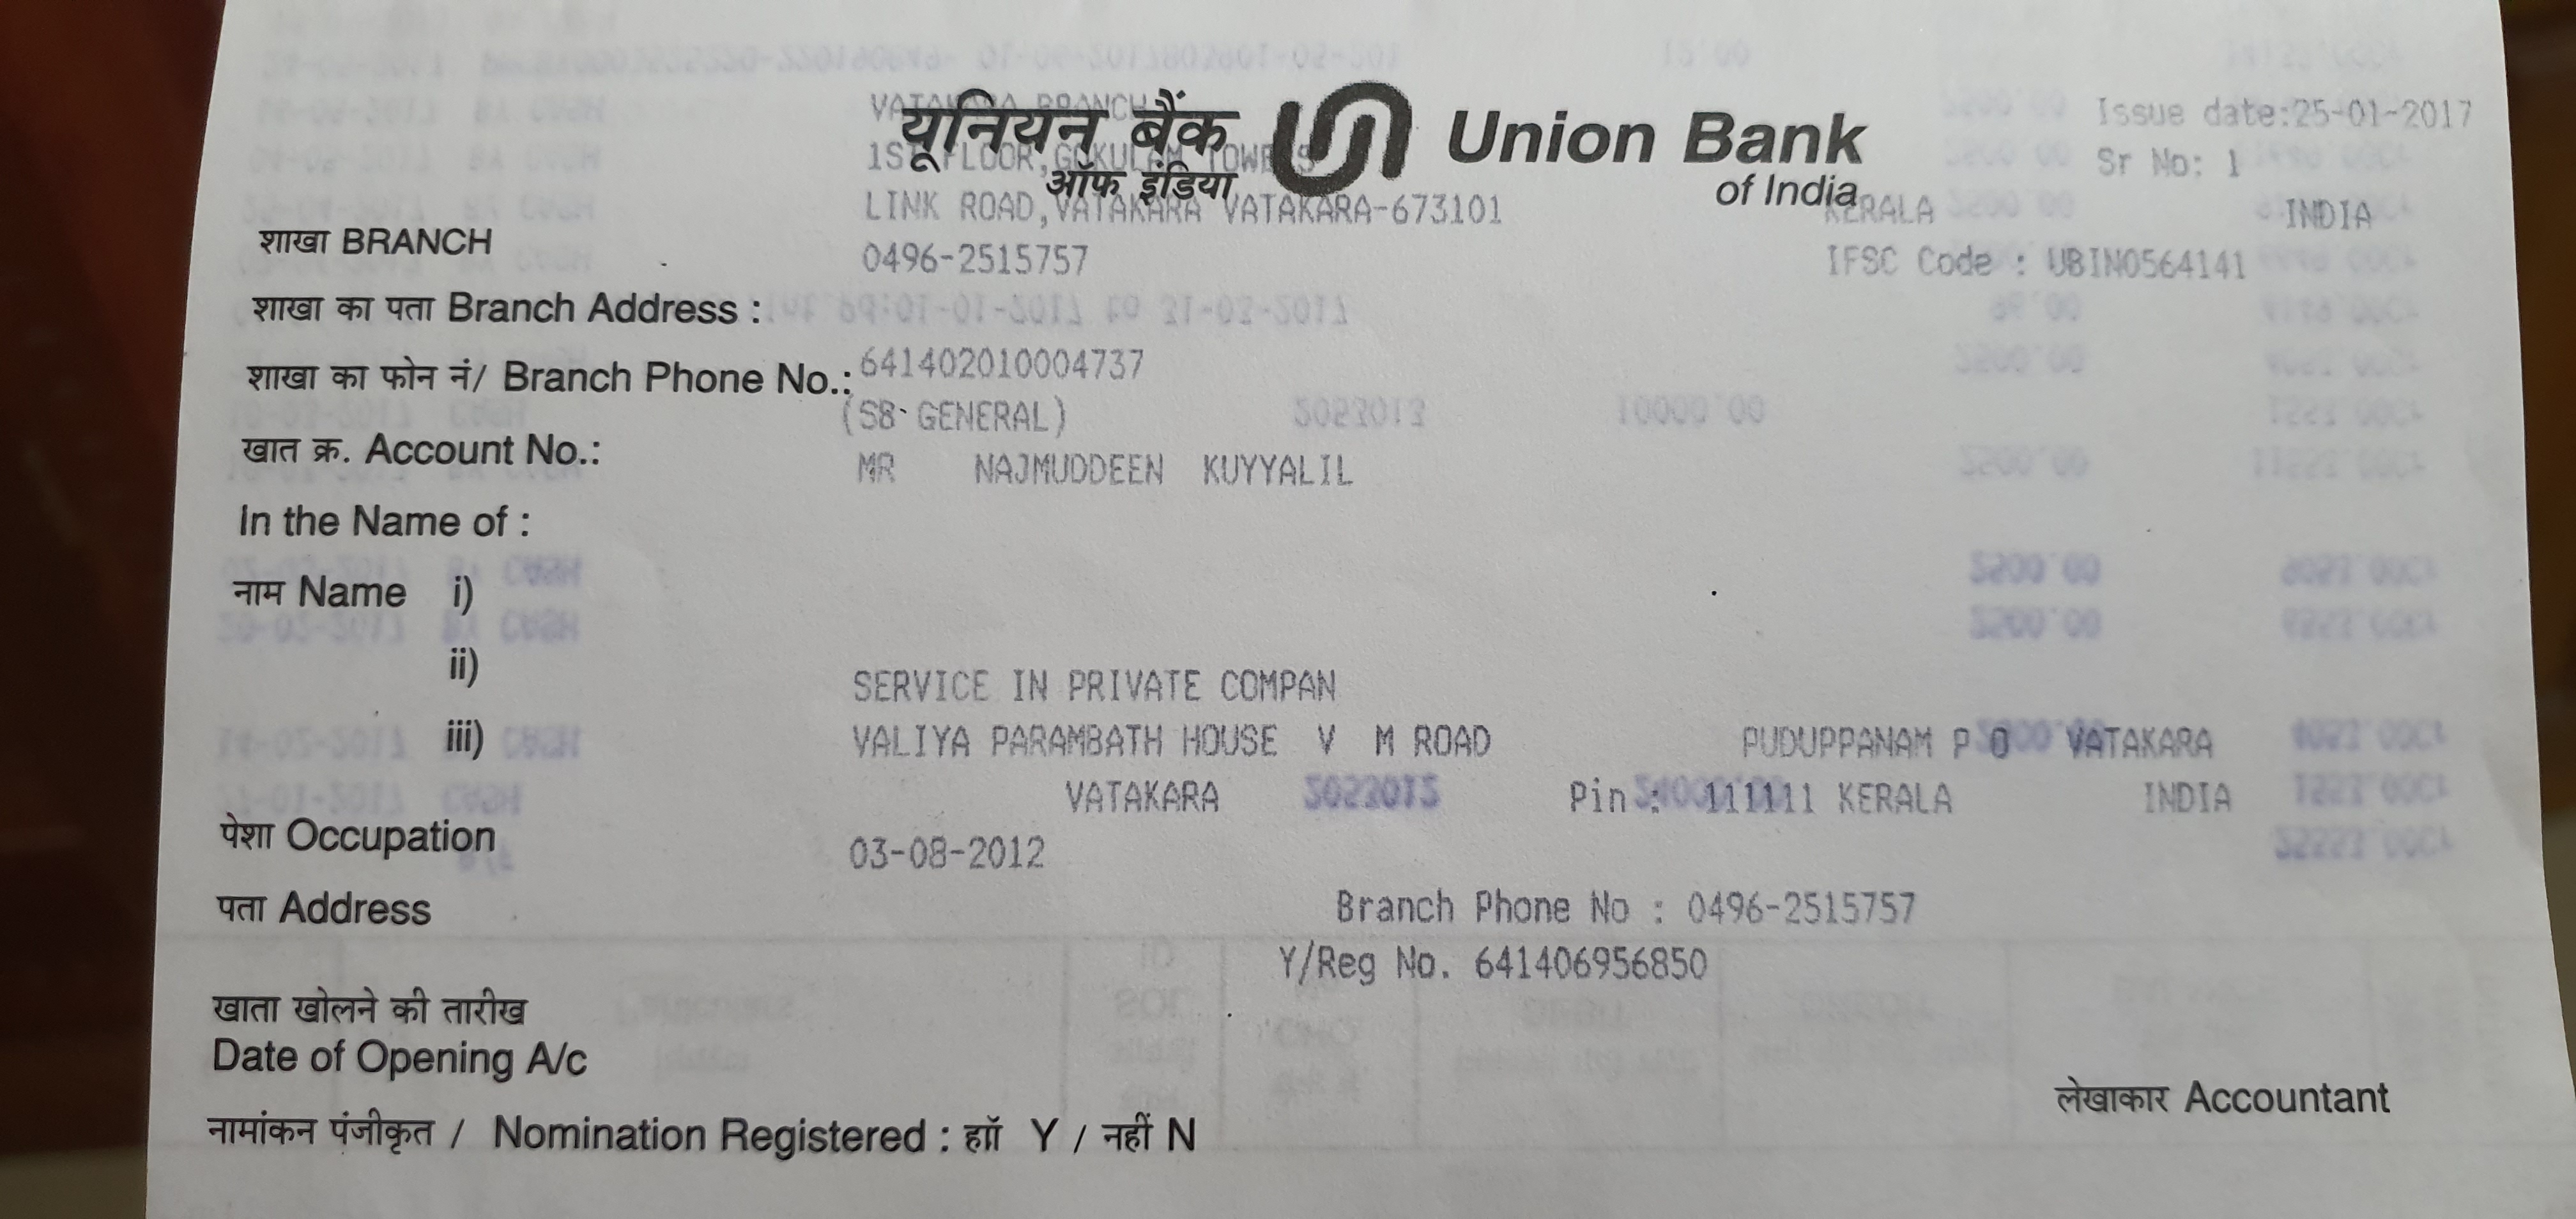 VATAKARA BRANCH
यूनियन बैंक Union Bank
Issue date:25-01-2017
1ST FLOOR,GOKULAM TOWERS
Sr No: 1
ऑफ इंडिया of India
LINK ROAD,VATAKARA VATAKARA-673101 KERALA INDIA
शाखा BRANCH
0496-2515757 IFSC Code : UBIN0564141
शाखा का पता Branch Address :
शाखा का फोन नं/ Branch Phone No.:
641402010004737
(SB GENERAL)
खात क्र. Account No.:
MR NAJMUDDEEN KUYYALIL
In the Name of :
नाम Name i)
ii)
SERVICE IN PRIVATE COMPAN
iii)
VALIYA PARAMBATH HOUSE V M ROAD PUDUPPANAM P O VATAKARA
VATAKARA Pin : 111111 KERALA INDIA
पेशा Occupation
03-08-2012
पता Address
Branch Phone No : 0496-2515757
Y/Reg No. 641406956850
खाता खोलने की तारीख
Date of Opening A/c
लेखाकार Accountant
नामांकन पंजीकृत / Nomination Registered : हाॅ Y / नहीं N